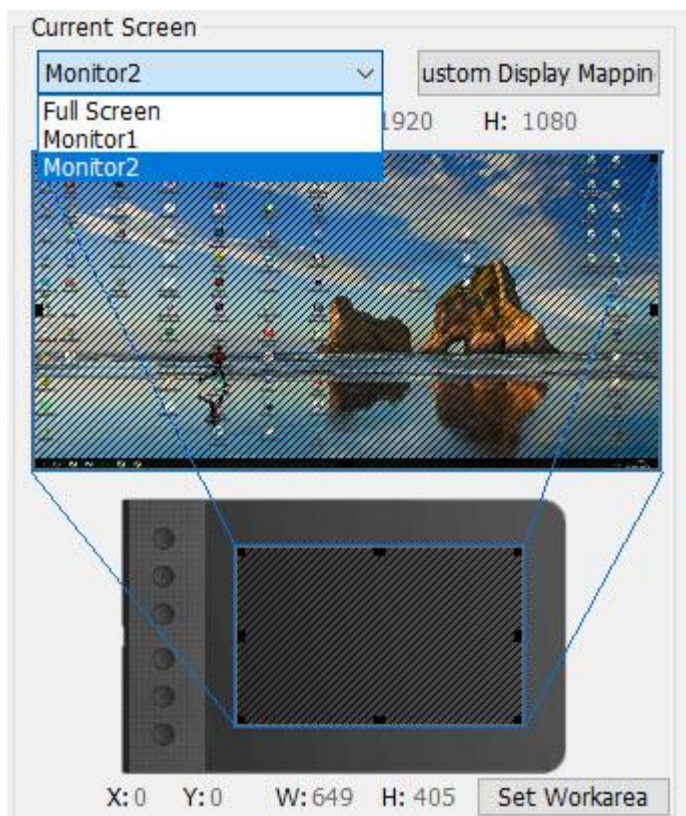 Current Screen
Monitor2
ustom Display Mappin
Full Screen
1920 H: 1080
Monitor1
Monitor2
X: 0 Y: 0 W: 649 H: 405 Set Workarea